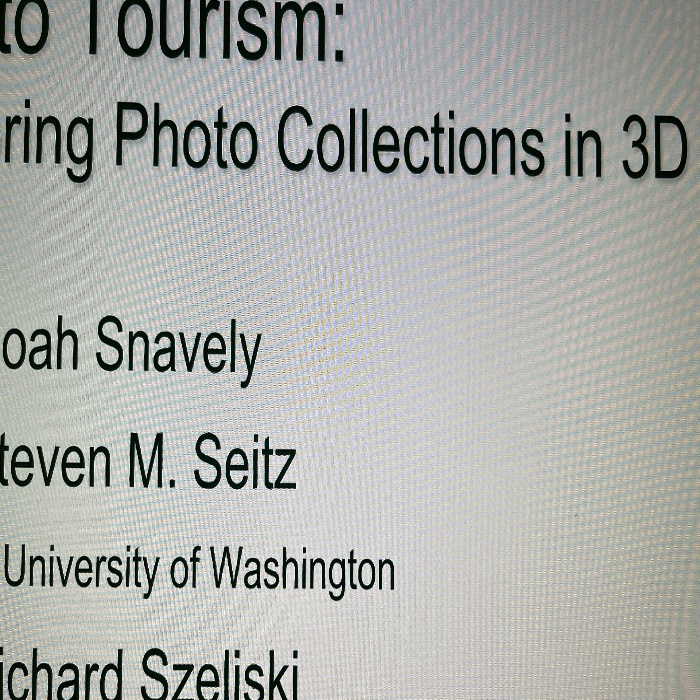 to Tourism:
ring Photo Collections in 3D
oah Snavely
teven M. Seitz
University of Washington
ichard Szeliski